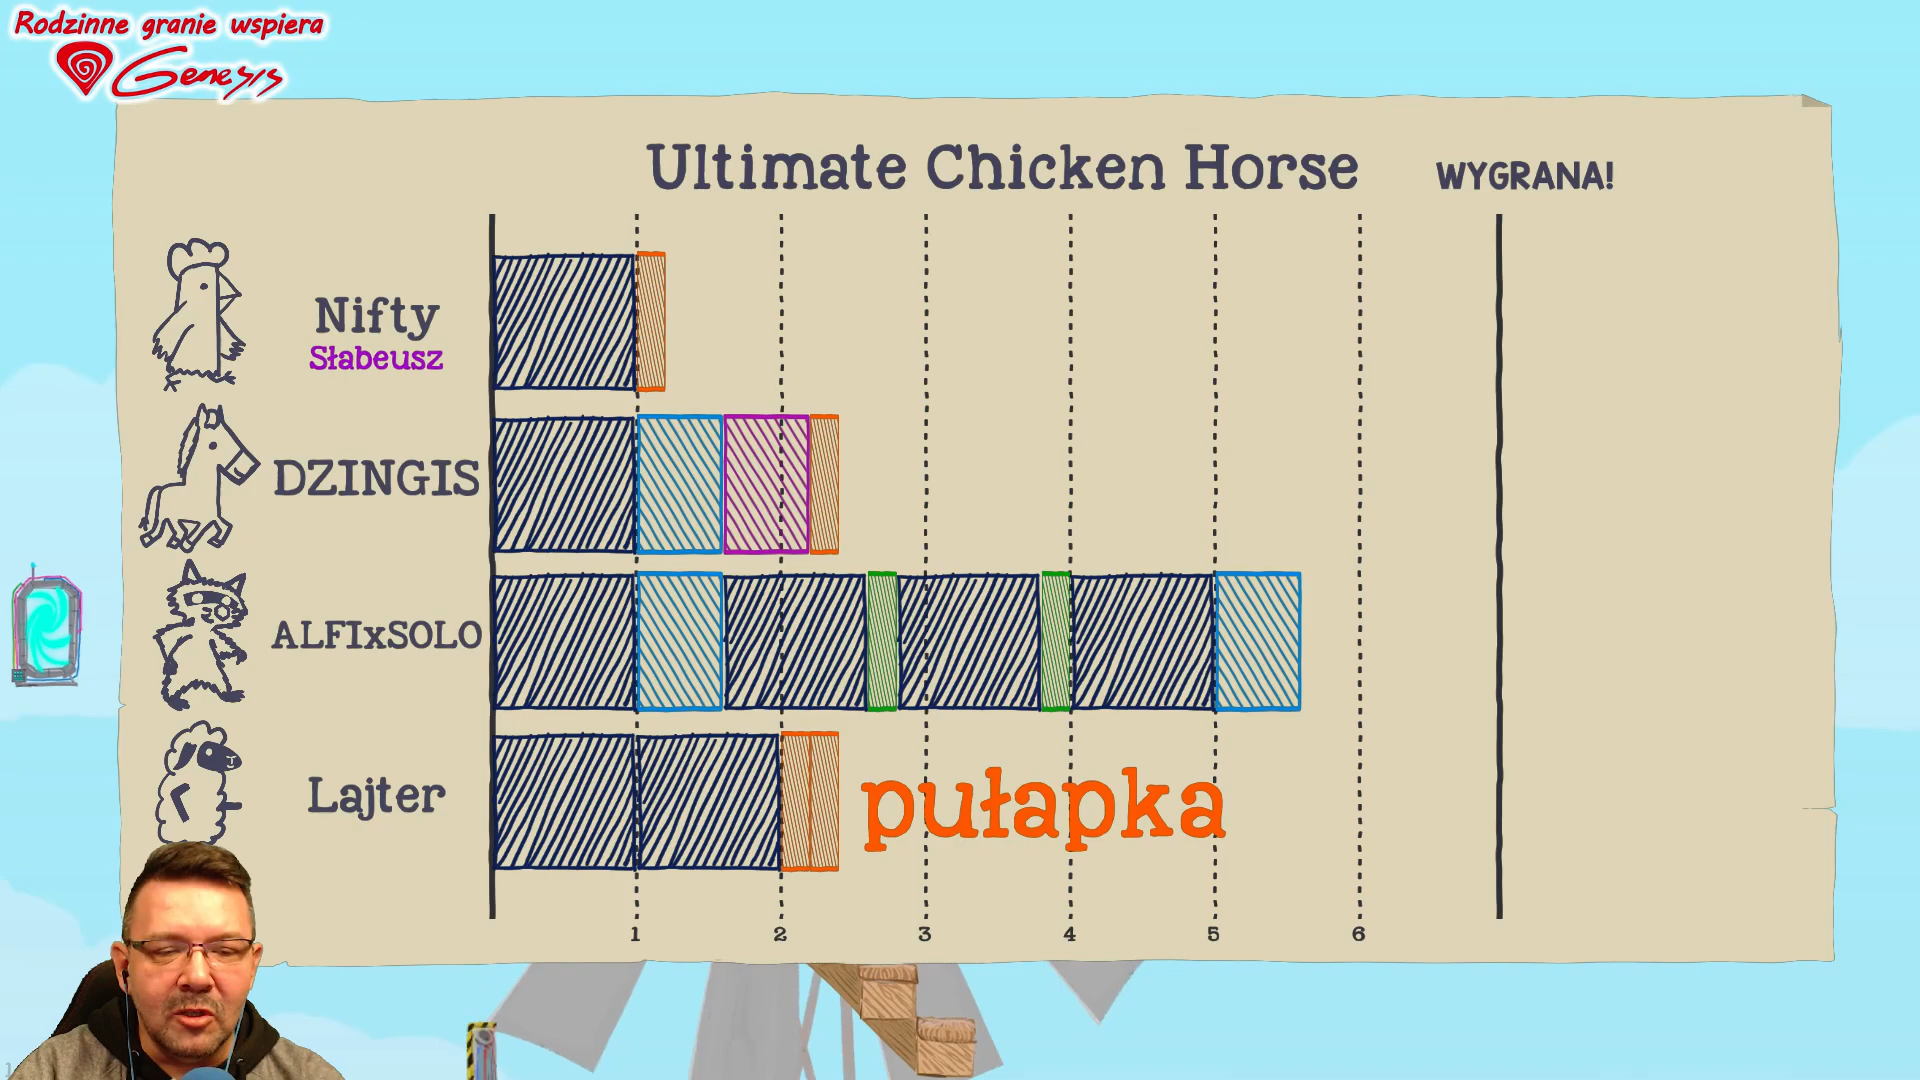 Rodzinne granie wspiera
Genesis
Ultimate Chicken Horse
WYGRANA!
Nifty
Słabeusz
DZINGIS
ALFIxSOLO
Lajter
pułapka
1 2 3 4 5 6